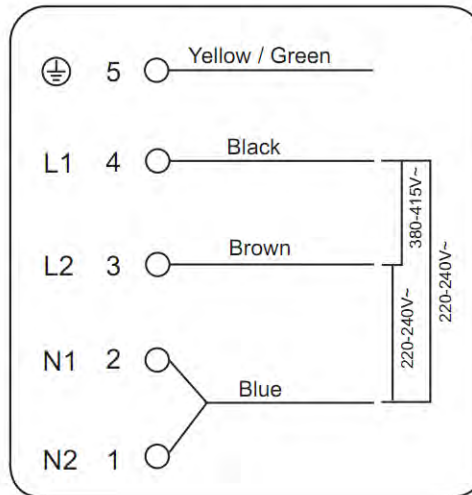 5 Yellow / Green
L1 4 Black
L2 3 Brown
N1 2
Blue
N2 1
380-415V~
220-240V~
220-240V~